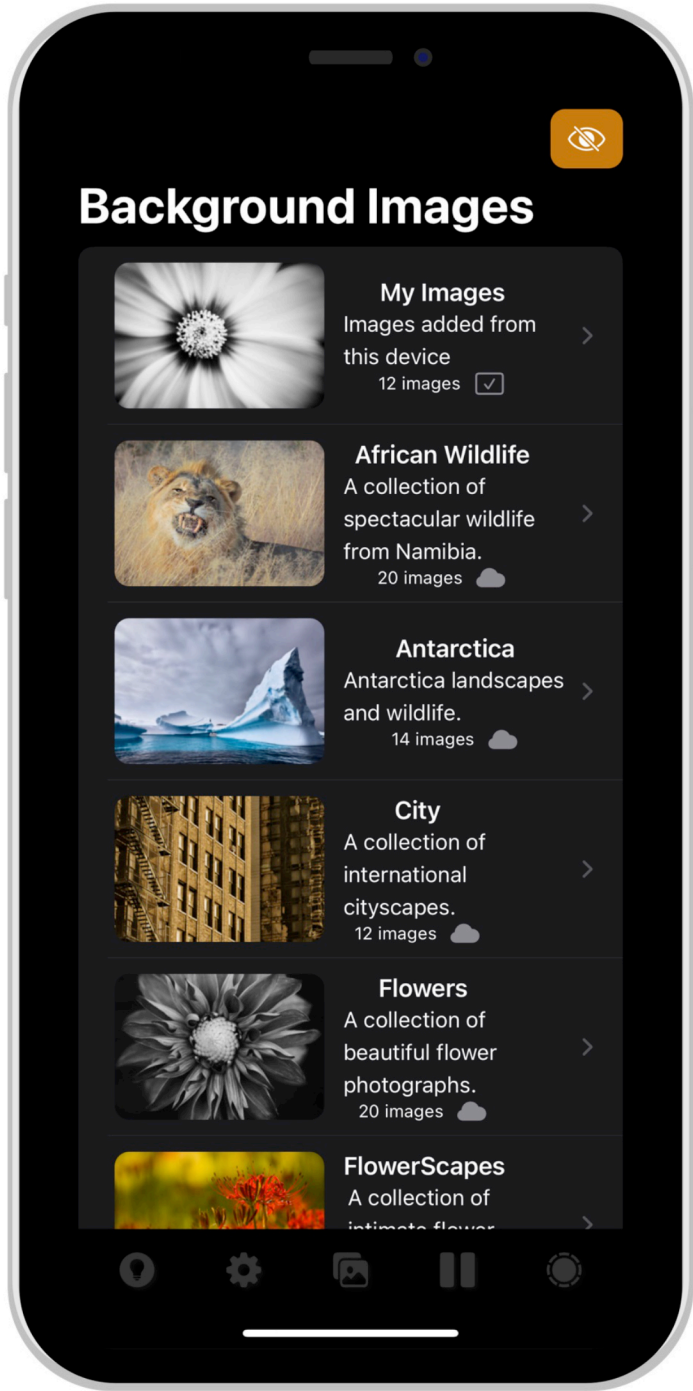 Background Images
My Images
Images added from
this device
12 images
African Wildlife
A collection of
spectacular wildlife
from Namibia.
20 images
Antarctica
Antarctica landscapes
and wildlife.
14 images
City
A collection of
international
cityscapes.
12 images
Flowers
A collection of
beautiful flower
photographs.
20 images
FlowerScapes
A collection of
intimate flower